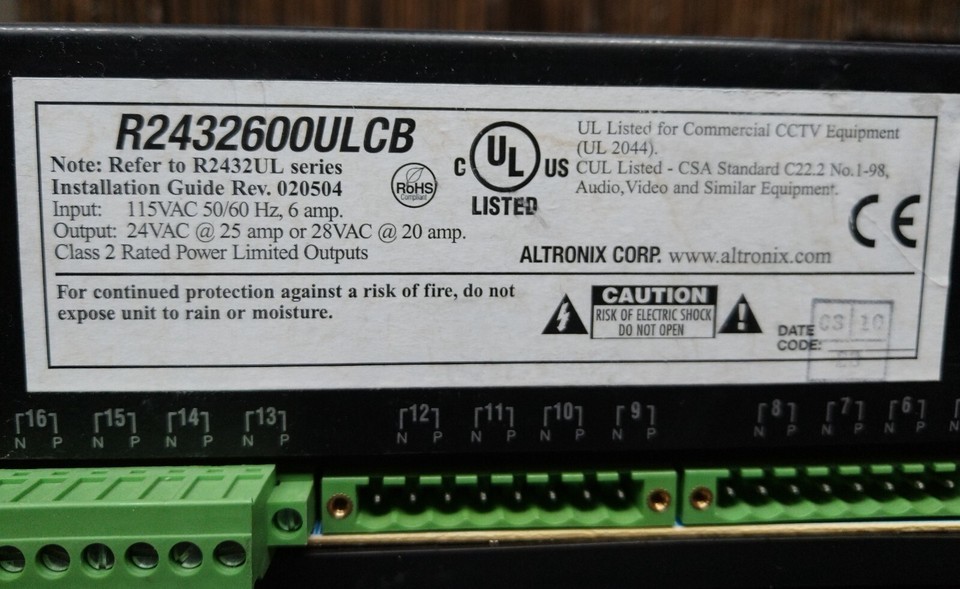 R2432600ULCB
Note: Refer to R2432UL series
Installation Guide Rev. 020504
Input: 115VAC 50/60 Hz, 6 amp.
Output: 24VAC @ 25 amp or 28VAC @ 20 amp.
Class 2 Rated Power Limited Outputs
RoHS
Compliant
C UL US
LISTED
UL Listed for Commercial CCTV Equipment
(UL 2044).
CUL Listed - CSA Standard C22.2 No.1-98,
Audio,Video and Similar Equipment.
CE
ALTRONIX CORP. www.altronix.com
For continued protection against a risk of fire, do not
expose unit to rain or moisture.
CAUTION
RISK OF ELECTRIC SHOCK
DO NOT OPEN
DATE
CODE:
16 15 14 13 12 11 10 9 8 7 6
N P N P N P N P N P N P N P N P N P N P N P N